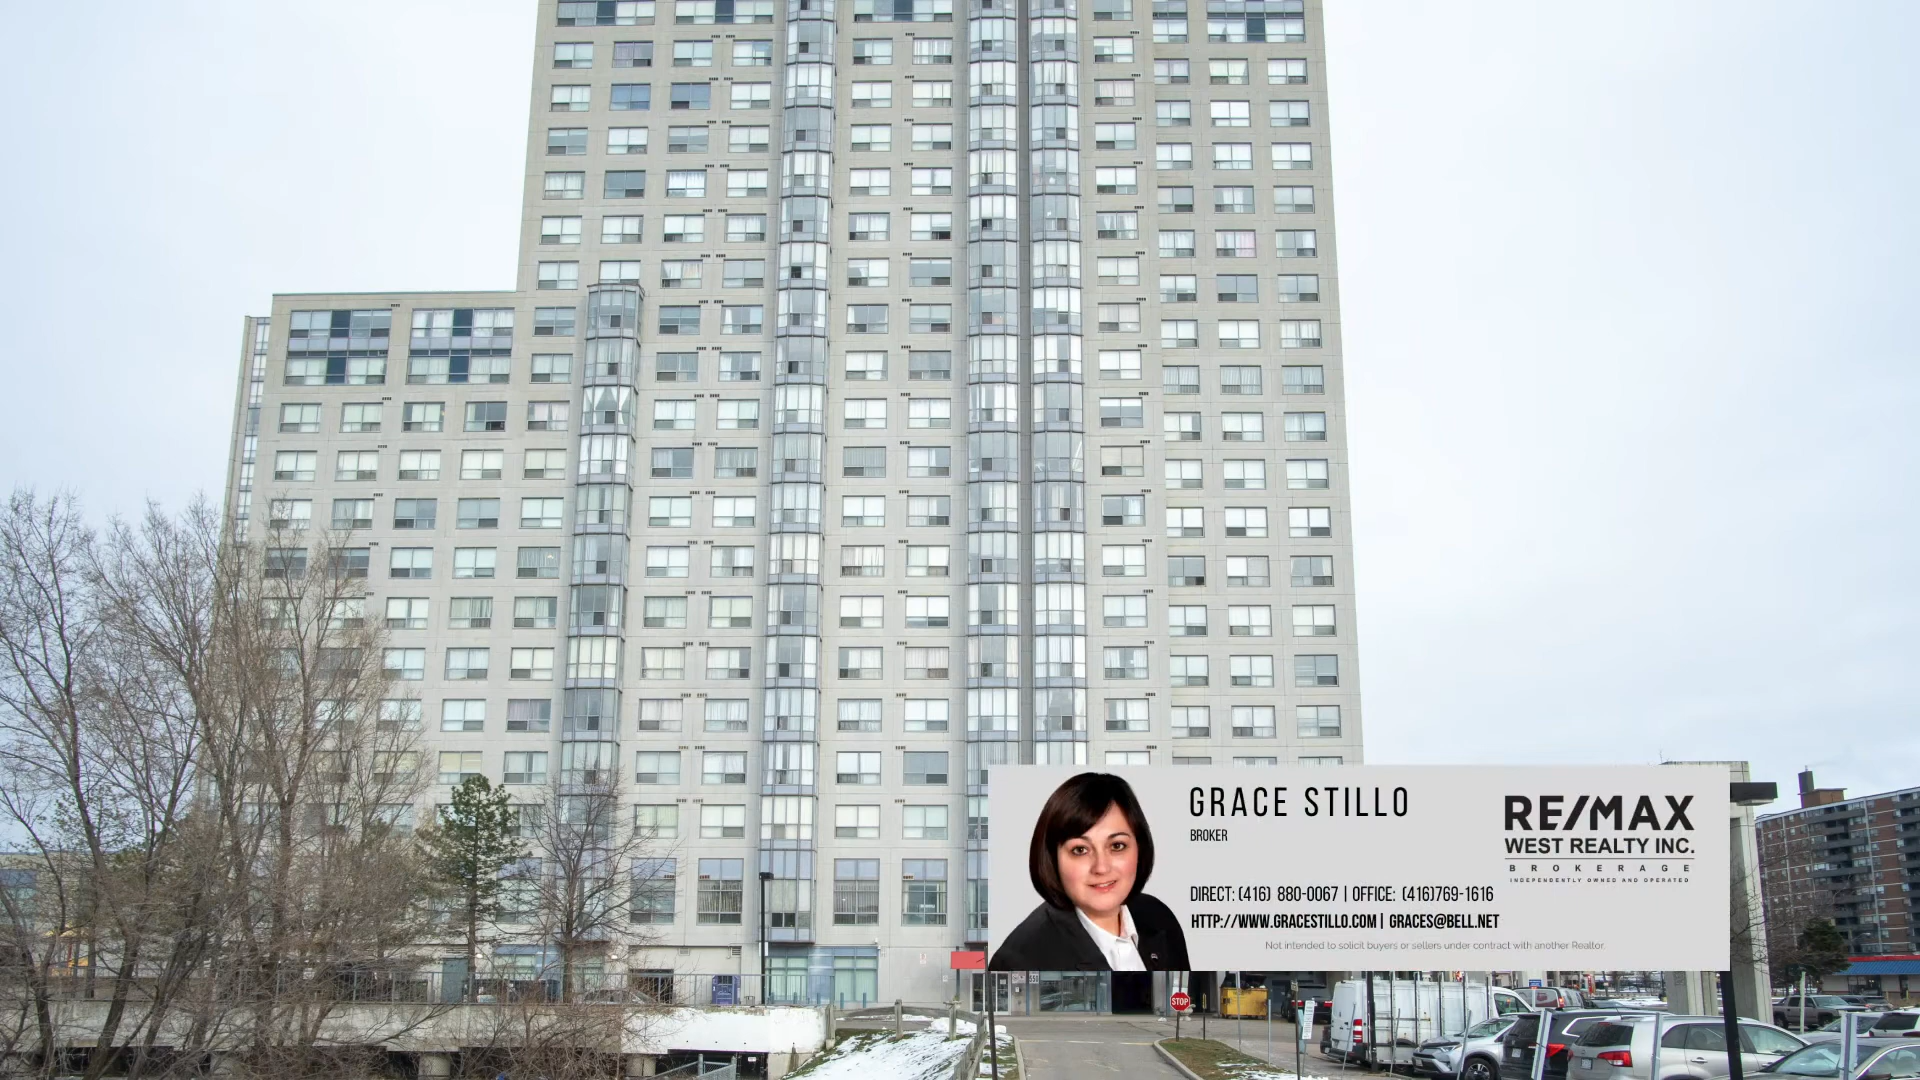 GRACE STILLO
BROKER
DIRECT: (416) 880-0067 | OFFICE: (416)769-1616
HTTP://WWW.GRACESTILLO.COM | GRACES@BELL.NET
Not intended to solicit buyers or sellers under contract with another Realtor.
RE/MAX
WEST REALTY INC.
BROKERAGE
INDEPENDENTLY OWNED AND OPERATED
STOP